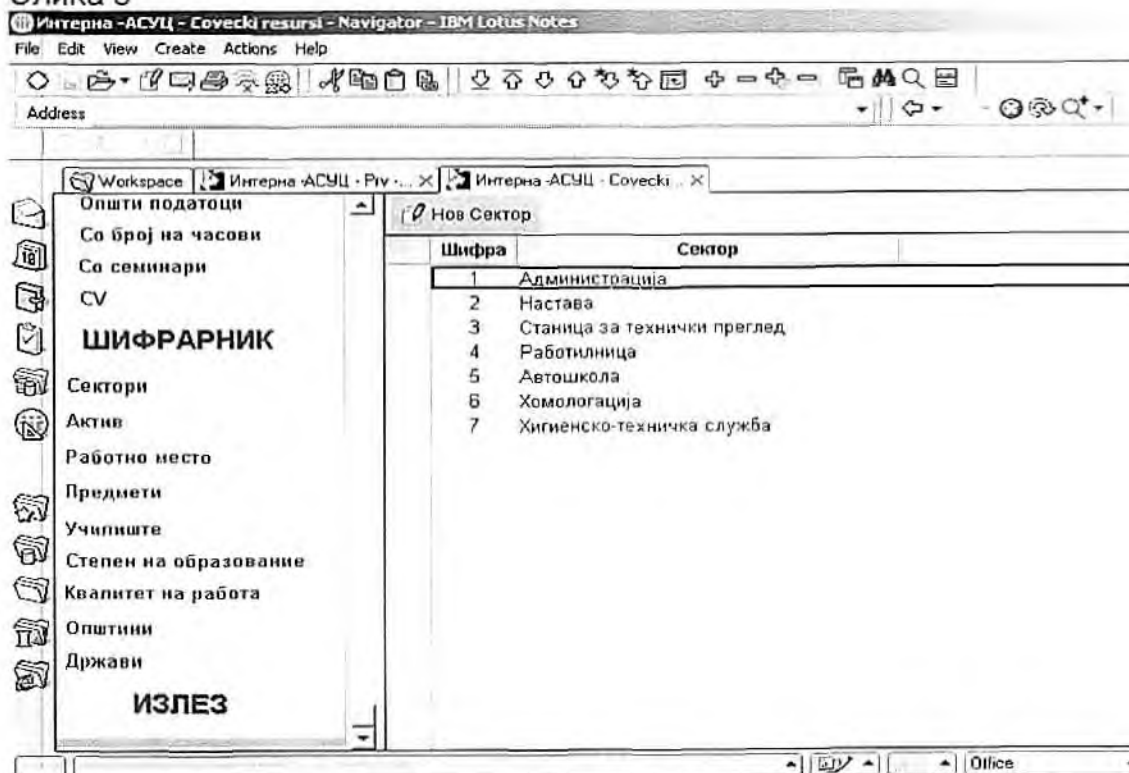 Интерна -АСУЦ - Covecki resursi - Navigator - IBM Lotus Notes
File Edit View Create Actions Help
Address
Workspace Интерна -АСУЦ - Priv -... Интерна -АСУЦ - Covecki ...
Општи податоци
Со број на часови
Со семинари
CV
ШИФРАРНИК
Сектори
Актив
Работно место
Предмети
Училиште
Степен на образование
Квалитет на работа
Општини
Држави
ИЗЛЕЗ
Нов Сектор
Шифра Сектор
1 Администрација
2 Настава
3 Станица за технички преглед
4 Работилница
5 Автошкола
6 Хомологација
7 Хигиенско-техничка служба
Office